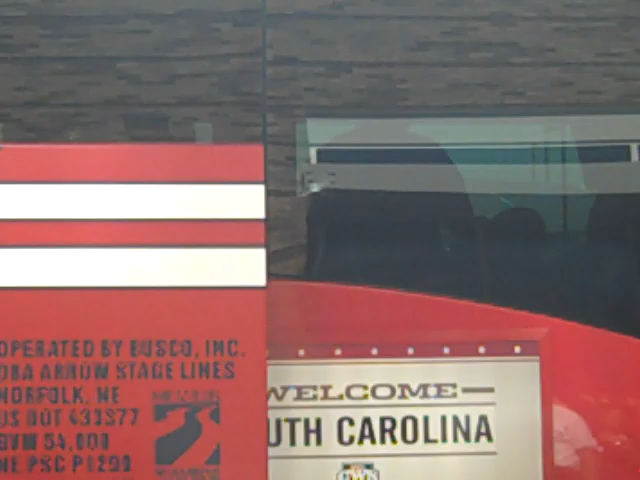 OPERATED BY BUSCO, INC.
DBA ARROW STAGE LINES
NORFOLK, NE
US DOT 433377
GVW 54,000
NE PSC P1299
WELCOME
UTH CAROLINA